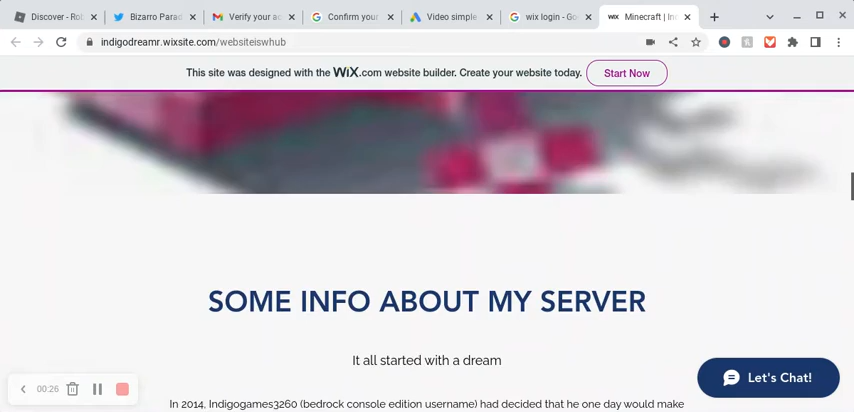 Discover - Rob
Bizarro Parad
Verify your ac
Confirm your
Video simple
wix login - Go
WiX Minecraft | In
indigodreamr.wixsite.com/websiteiswhub
This site was designed with the WiX.com website builder. Create your website today. Start Now
SOME INFO ABOUT MY SERVER
It all started with a dream
Let's Chat!
00:26
In 2014, Indigogames3260 (bedrock console edition username) had decided that he one day would make